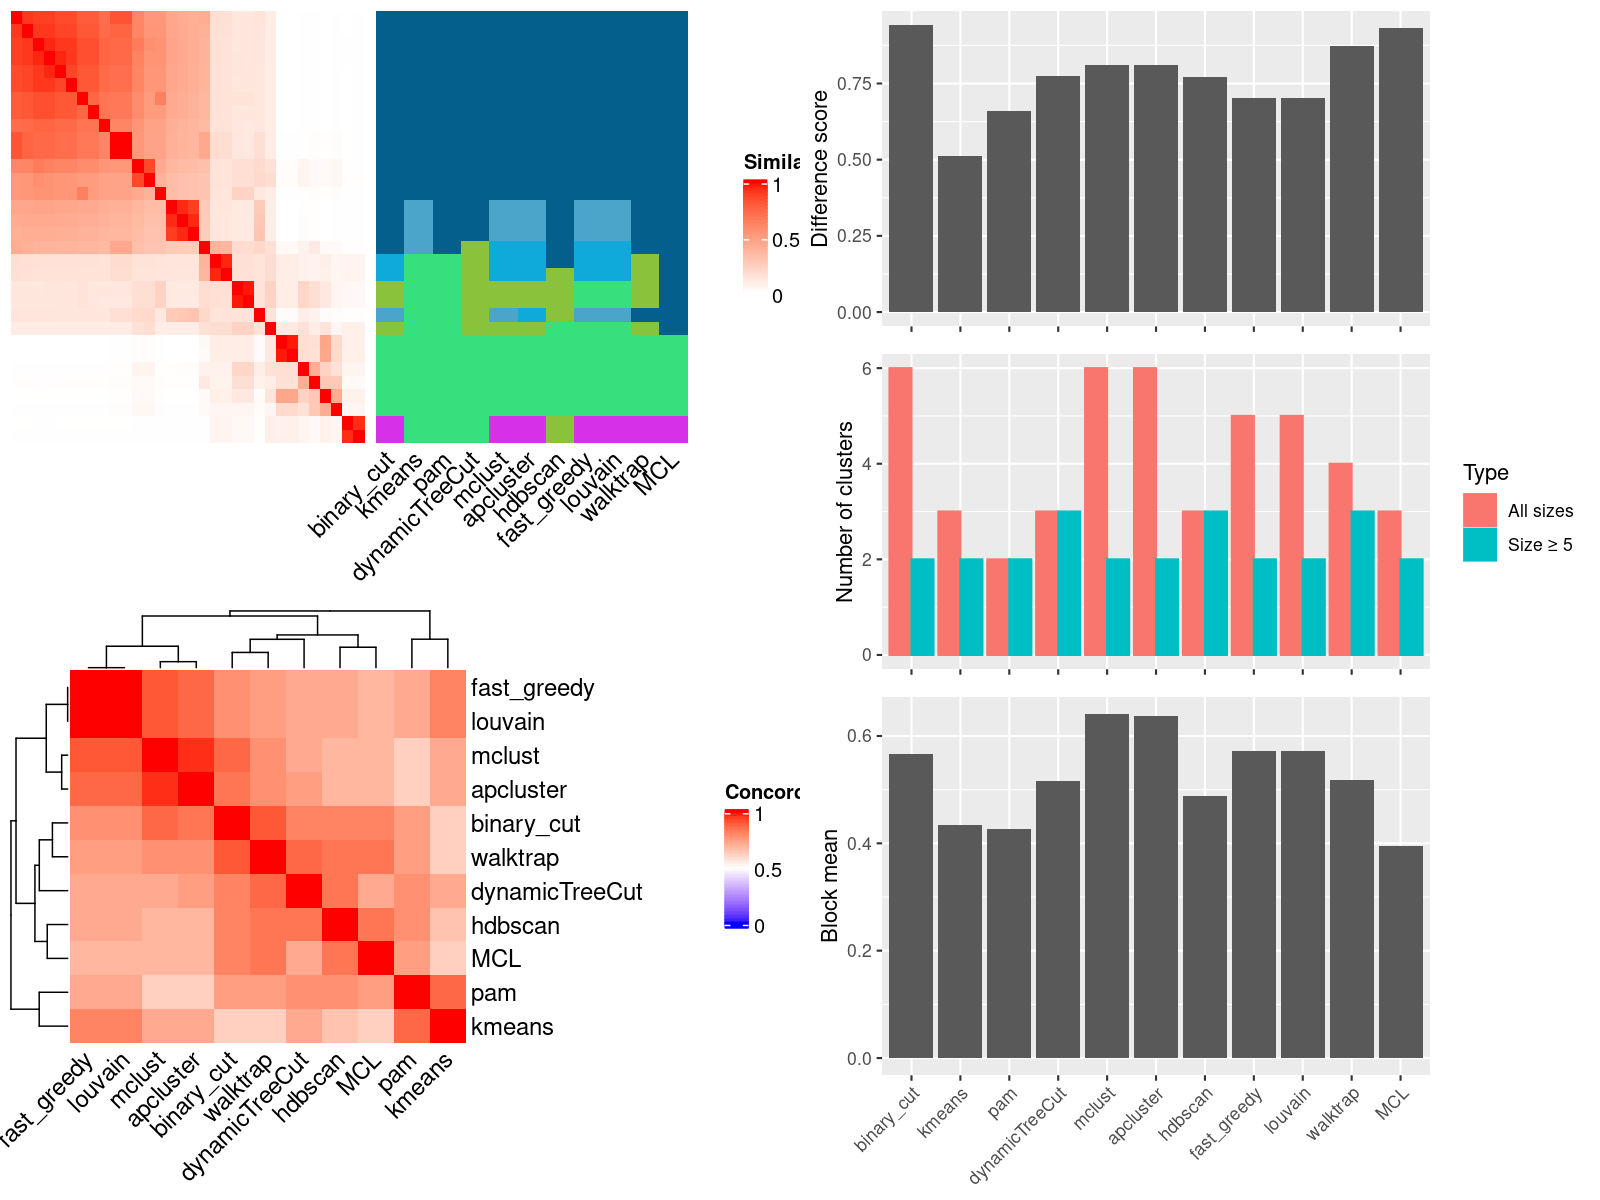 Simila
1
0.5
0
binary_cut
kmeans
pam
dynamicTreeCut
mclust
apcluster
hdbscan
fast_greedy
louvain
walktrap
MCL
fast_greedy
louvain
mclust
apcluster
binary_cut
walktrap
dynamicTreeCut
hdbscan
MCL
pam
kmeans
Concord
1
0.5
0
fast_greedy
louvain
mclust
apcluster
binary_cut
walktrap
dynamicTreeCut
hdbscan
MCL
pam
kmeans
Difference score
0.75
0.50
0.25
0.00
Number of clusters
6
4
2
0
Type
All sizes
Size ≥ 5
Block mean
0.6
0.4
0.2
0.0
binary_cut
kmeans
pam
dynamicTreeCut
mclust
apcluster
hdbscan
fast_greedy
louvain
walktrap
MCL